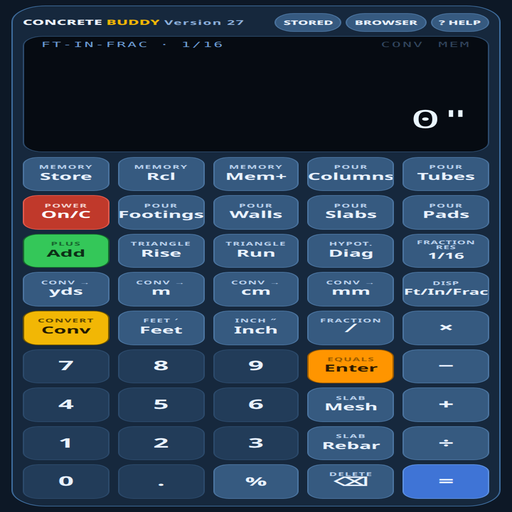 CONCRETE BUDDY Version 27 STORED BROWSER ? HELP
FT-IN-FRAC · 1/16 CONV MEM
0"
MEMORY MEMORY MEMORY POUR POUR
Store Rcl Mem+ Columns Tubes
POWER POUR POUR POUR POUR
On/C Footings Walls Slabs Pads
PLUS TRIANGLE TRIANGLE HYPOT. FRACTION RES
Add Rise Run Diag 1/16
CONV → CONV → CONV → CONV → DISP
yds m cm mm Ft/In/Frac
CONVERT FEET ′ INCH ″ FRACTION
Conv Feet Inch / ×
7 8 9 EQUALS −
Enter
4 5 6 SLAB +
Mesh
1 2 3 SLAB ÷
Rebar
0 . % DELETE =
⌫